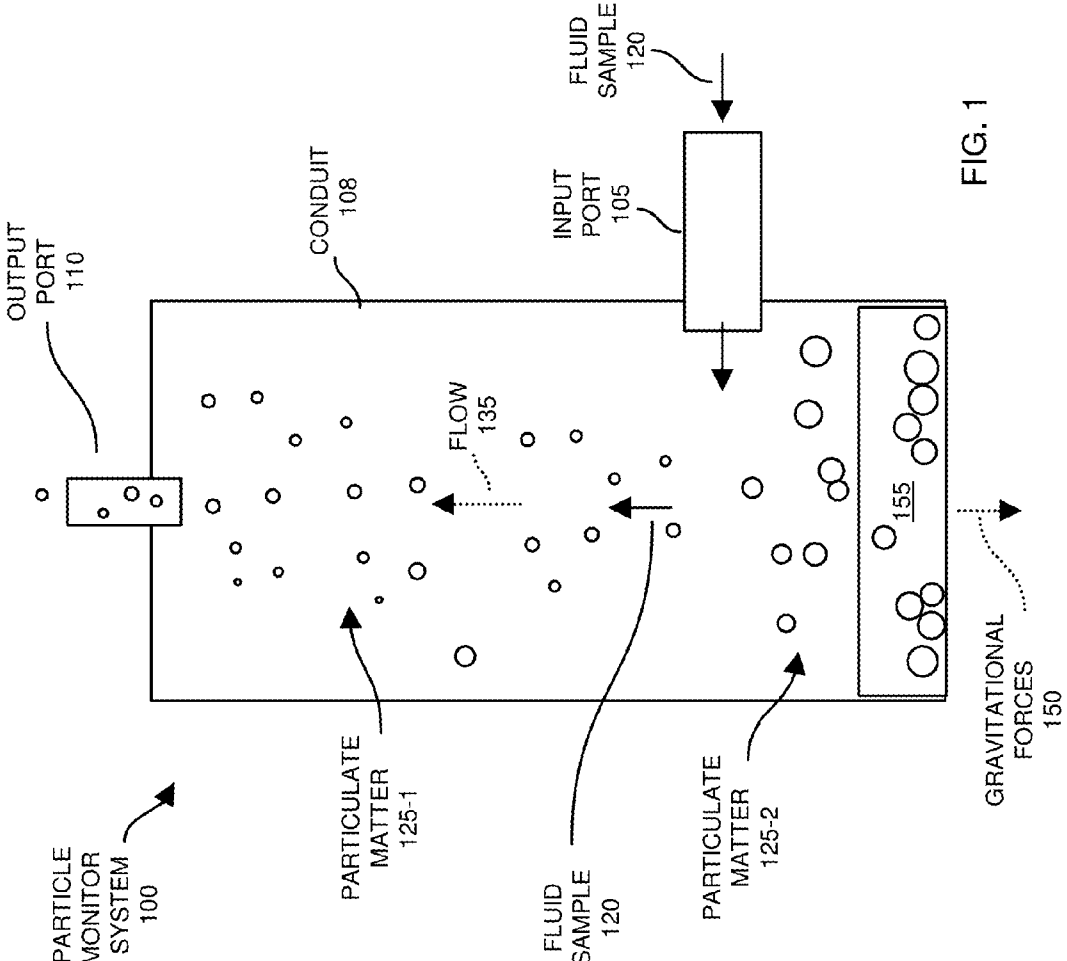 OUTPUT
PORT
110
CONDUIT
108
INPUT
PORT
105
FLUID
SAMPLE
120
FLOW
135
155
PARTICLE
MONITOR
SYSTEM
100
PARTICULATE
MATTER
125-1
FLUID
SAMPLE
120
PARTICULATE
MATTER
125-2
GRAVITATIONAL
FORCES
150
FIG. 1